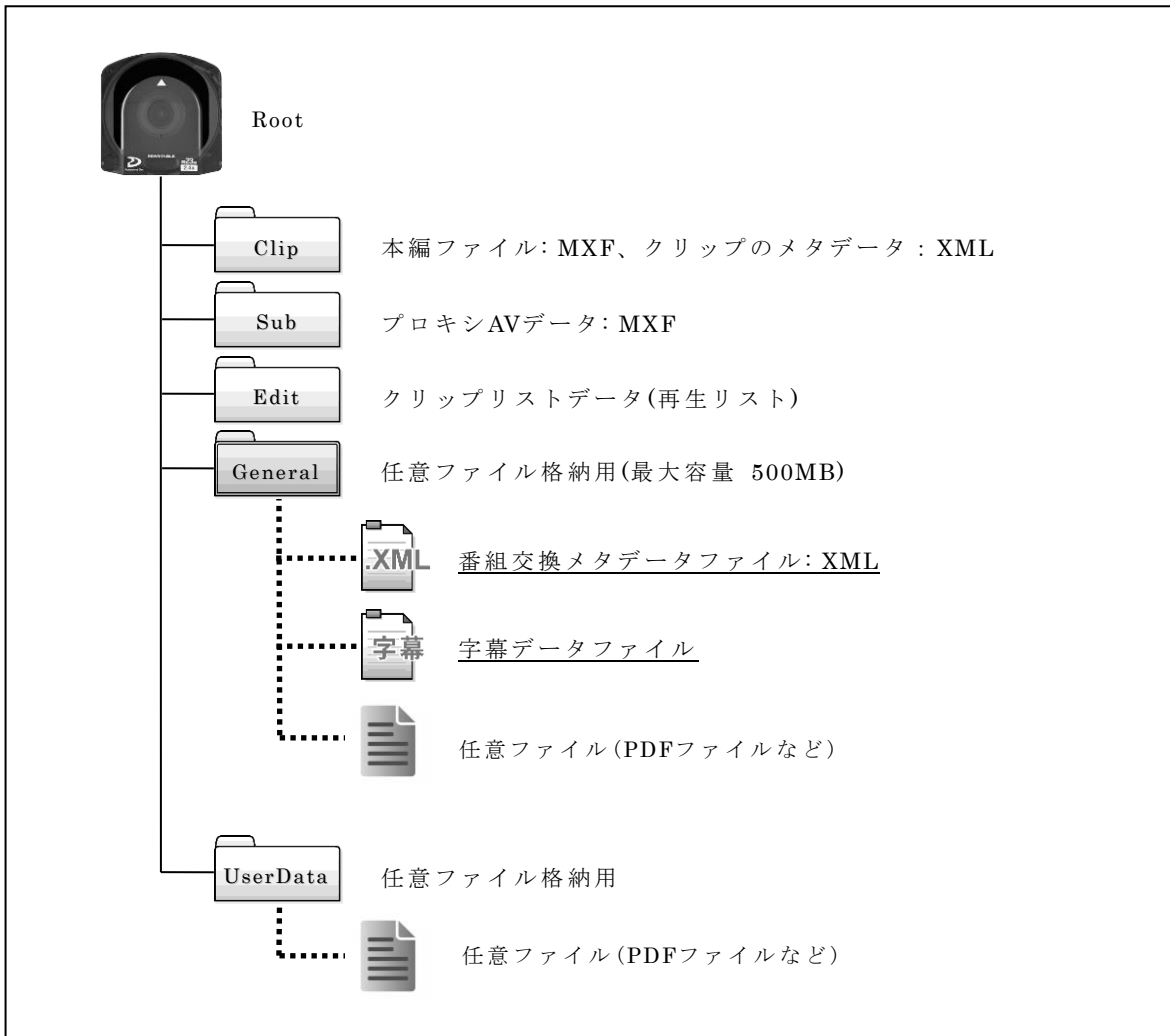 Root
Clip
本編ファイル：MXF、クリップのメタデータ：XML
Sub
プロキシAVデータ：MXF
Edit
クリップリストデータ(再生リスト)
General
任意ファイル格納用(最大容量 500MB)
.XML
番組交換メタデータファイル：XML
字幕
字幕データファイル
任意ファイル(PDFファイルなど)
UserData
任意ファイル格納用
任意ファイル(PDFファイルなど)